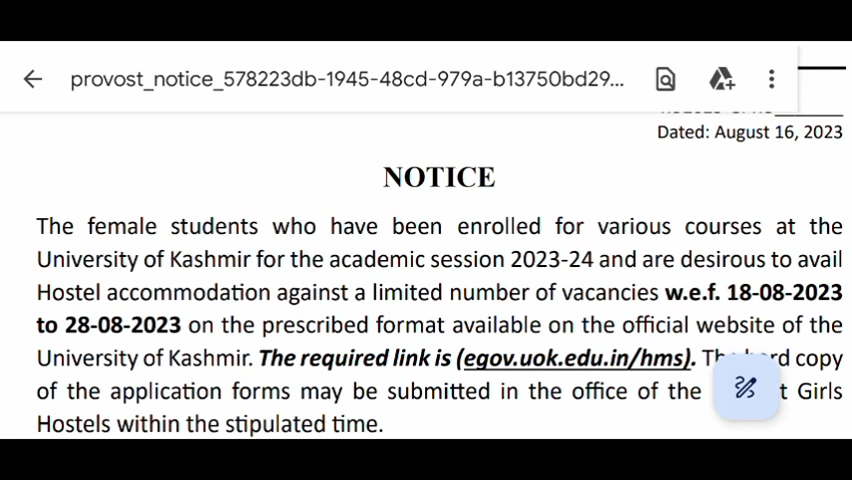 provost_notice_578223db-1945-48cd-979a-b13750bd29...
Dated: August 16, 2023
NOTICE
The female students who have been enrolled for various courses at the
University of Kashmir for the academic session 2023-24 and are desirous to avail
Hostel accommodation against a limited number of vacancies w.e.f. 18-08-2023
to 28-08-2023 on the prescribed format available on the official website of the
University of Kashmir. The required link is (egov.uok.edu.in/hms). The hard copy
of the application forms may be submitted in the office of the Girls
Hostels within the stipulated time.